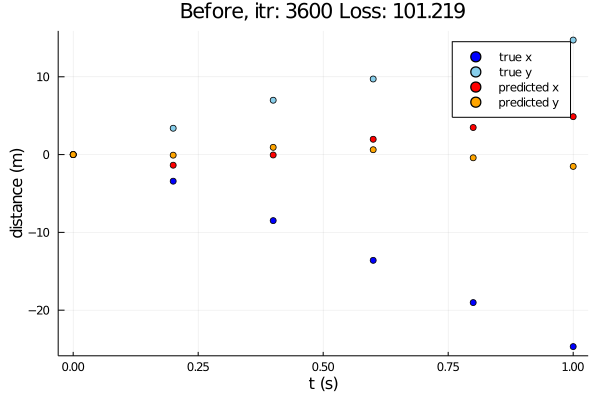 Before, itr: 3600 Loss: 101.219
distance (m)
10
0
−10
−20
true x
true y
predicted x
predicted y
0.00 0.25 0.50 0.75 1.00
t (s)